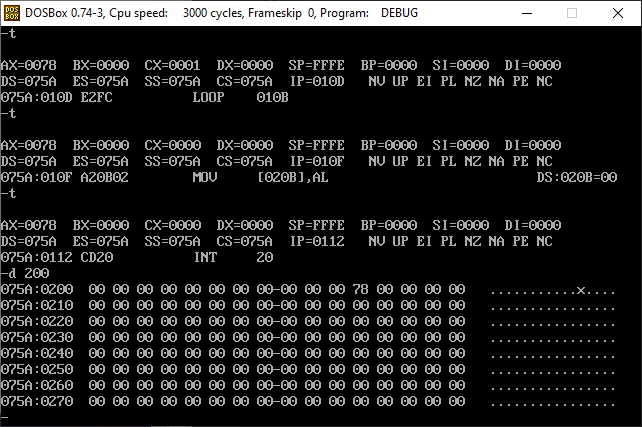 DOSBox 0.74-3, Cpu speed:    3000 cycles, Frameskip  0, Program:    DEBUG
-t

AX=0078  BX=0000  CX=0001  DX=0000  SP=FFFE  BP=0000  SI=0000  DI=0000
DS=075A  ES=075A  SS=075A  CS=075A  IP=010D   NV UP EI PL NZ NA PE NC
075A:010D E2FC          LOOP    010B
-t

AX=0078  BX=0000  CX=0000  DX=0000  SP=FFFE  BP=0000  SI=0000  DI=0000
DS=075A  ES=075A  SS=075A  CS=075A  IP=010F   NV UP EI PL NZ NA PE NC
075A:010F A20B02        MOV     [020B],AL                          DS:020B=00
-t

AX=0078  BX=0000  CX=0000  DX=0000  SP=FFFE  BP=0000  SI=0000  DI=0000
DS=075A  ES=075A  SS=075A  CS=075A  IP=0112   NV UP EI PL NZ NA PE NC
075A:0112 CD20          INT     20
-d 200
075A:0200  00 00 00 00 00 00 00 00-00 00 00 78 00 00 00 00   ...........x....
075A:0210  00 00 00 00 00 00 00 00-00 00 00 00 00 00 00 00   ................
075A:0220  00 00 00 00 00 00 00 00-00 00 00 00 00 00 00 00   ................
075A:0230  00 00 00 00 00 00 00 00-00 00 00 00 00 00 00 00   ................
075A:0240  00 00 00 00 00 00 00 00-00 00 00 00 00 00 00 00   ................
075A:0250  00 00 00 00 00 00 00 00-00 00 00 00 00 00 00 00   ................
075A:0260  00 00 00 00 00 00 00 00-00 00 00 00 00 00 00 00   ................
075A:0270  00 00 00 00 00 00 00 00-00 00 00 00 00 00 00 00   ................
-